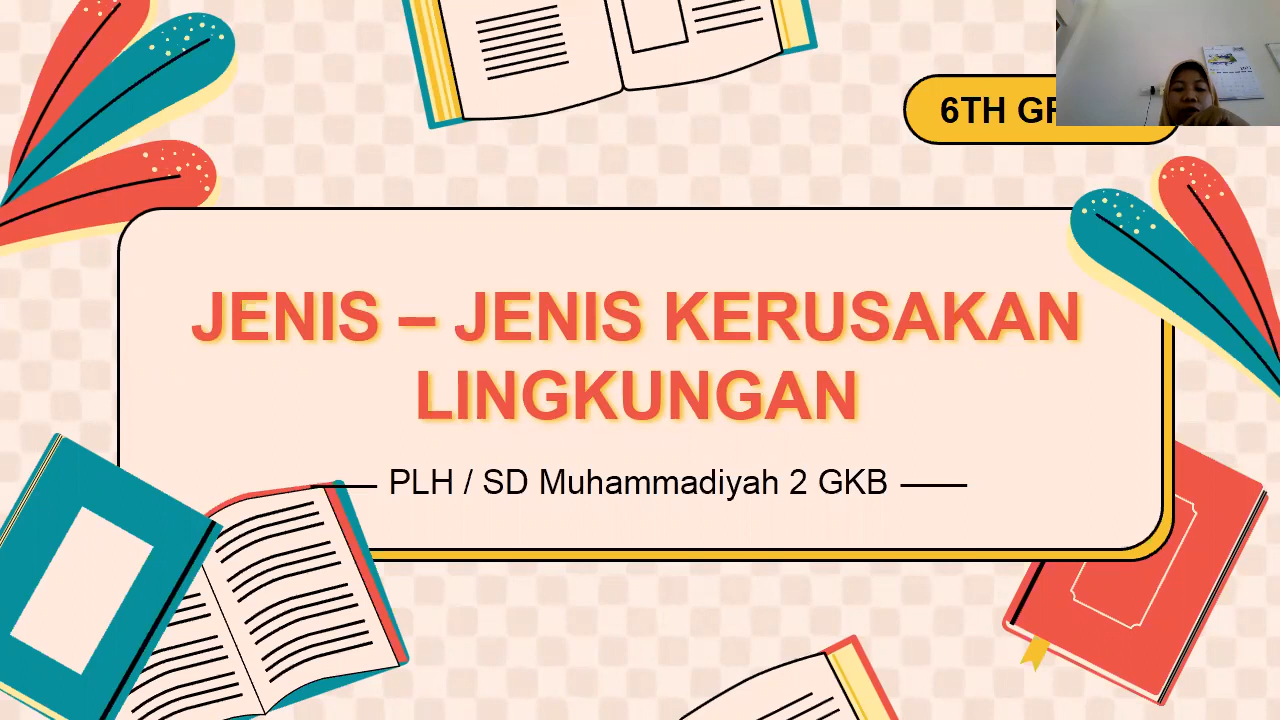 6TH GR
JENIS – JENIS KERUSAKAN
LINGKUNGAN
PLH / SD Muhammadiyah 2 GKB